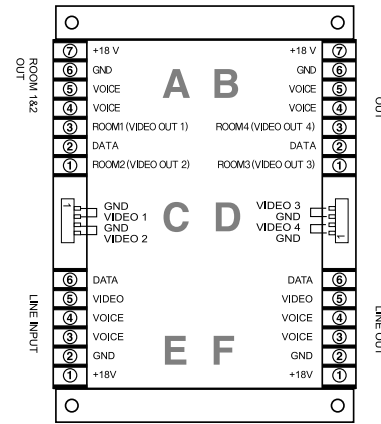 ROOM 1&2
OUT
7 +18 V
6 GND
5 VOICE
4 VOICE
3 ROOM1 (VIDEO OUT 1)
2 DATA
1 ROOM2 (VIDEO OUT 2)
A B
+18 V 7
GND 6
VOICE 5
VOICE 4
ROOM4 (VIDEO OUT 4) 3
DATA 2
ROOM3 (VIDEO OUT 3) 1
OUT
1
GND
VIDEO 1
GND
VIDEO 2
C D
VIDEO 3
GND
VIDEO 4
GND
1
LINE INPUT
6 DATA
5 VIDEO
4 VOICE
3 VOICE
2 GND
1 +18V
E F
DATA 6
VIDEO 5
VOICE 4
VOICE 3
GND 2
+18V 1
LINE OUT